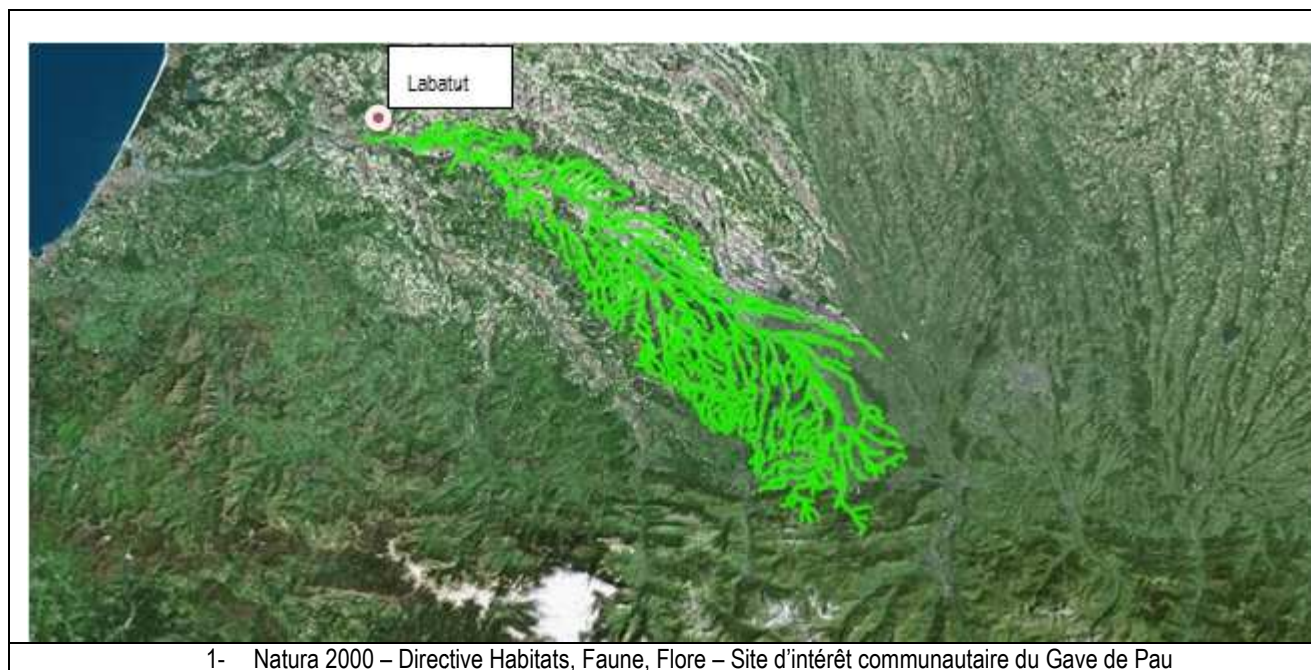 Labatut
1- Natura 2000 – Directive Habitats, Faune, Flore – Site d'intérêt communautaire du Gave de Pau